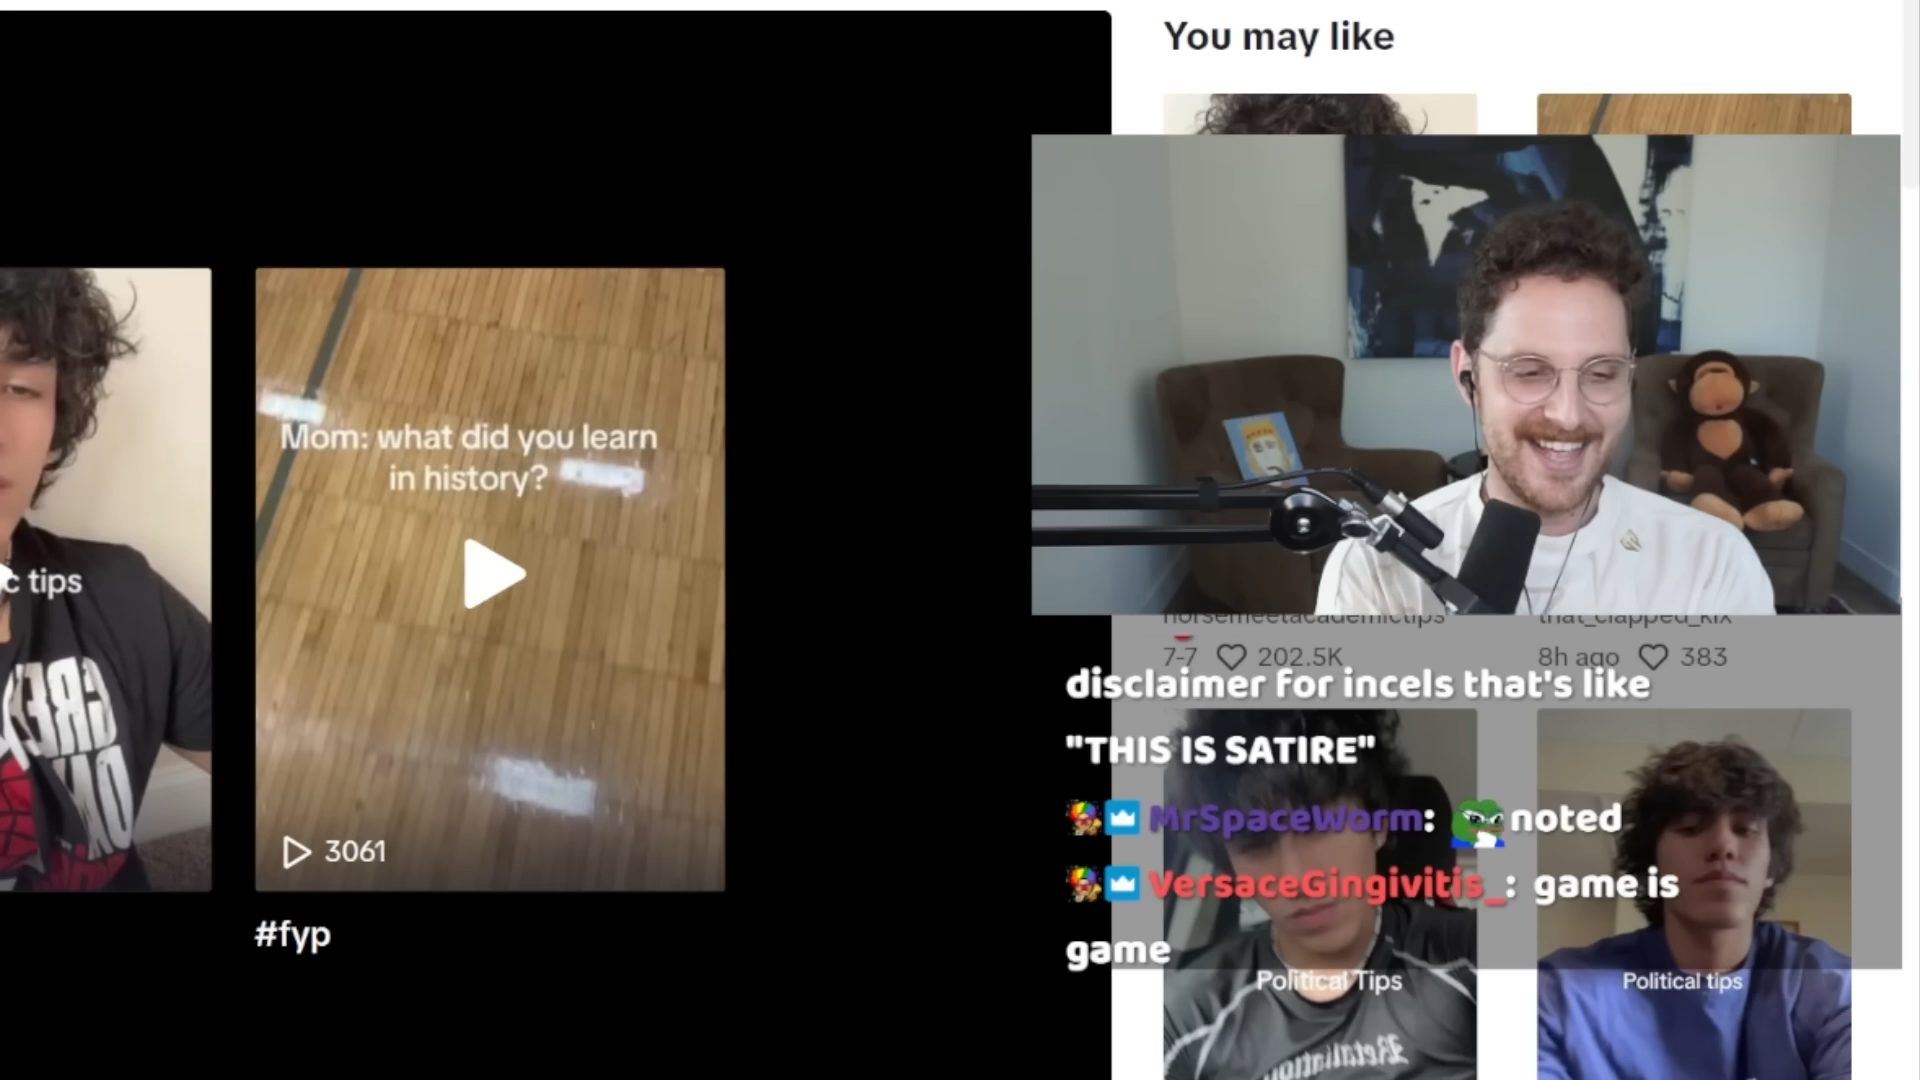 You may like
c tips
Mom: what did you learn
in history?
3061
#fyp
horsemeetacademictips
that_clapped_kix
7-7 202.5K
8h ago 383
disclaimer for incels that's like
"THIS IS SATIRE"
MrSpaceWorm: noted
VersaceGingivitis_: game is
game
Political Tips
Political tips